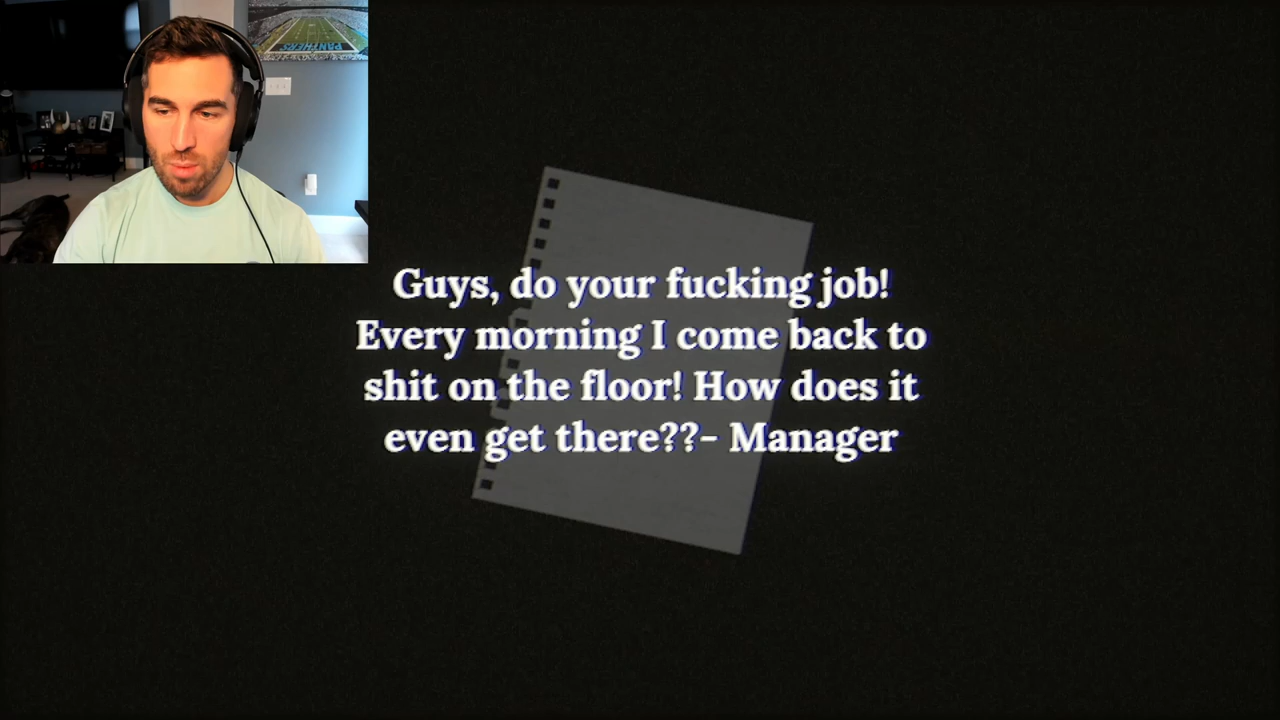 PANTHERS
Guys, do your fucking job!
Every morning I come back to
shit on the floor! How does it
even get there??- Manager